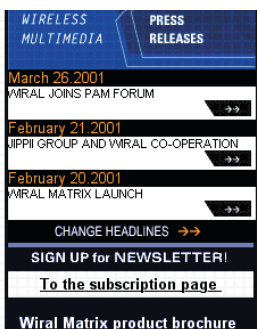 WIRELESS
MULTIMEDIA
PRESS
RELEASES
March 26.2001
WIRAL JOINS PAM FORUM
February 21.2001
JIPPII GROUP AND WIRAL CO-OPERATION
February 20.2001
WIRAL MATRIX LAUNCH
CHANGE HEADLINES →→
SIGN UP for NEWSLETTER!
To the subscription page
Wiral Matrix product brochure